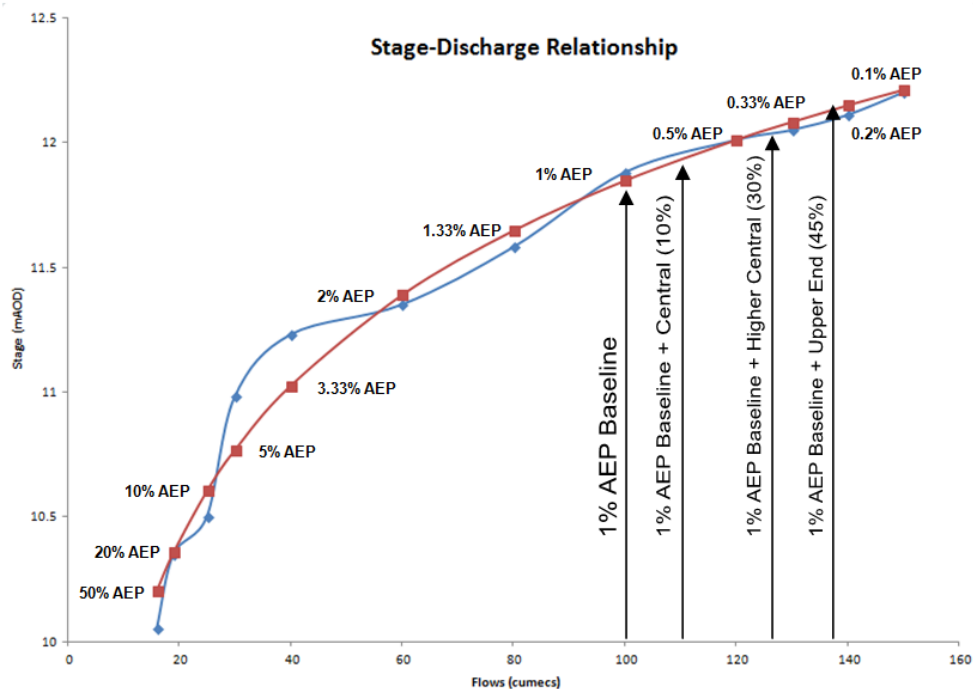 Stage-Discharge Relationship
Stage (mAOD)
12.5
12
11.5
11
10.5
10
0
20
40
60
80
100
120
140
160
Flows (cumecs)
50% AEP
20% AEP
10% AEP
5% AEP
3.33% AEP
2% AEP
1.33% AEP
1% AEP
0.5% AEP
0.33% AEP
0.2% AEP
0.1% AEP
1% AEP Baseline
1% AEP Baseline + Central (10%)
1% AEP Baseline + Higher Central (30%)
1% AEP Baseline + Upper End (45%)